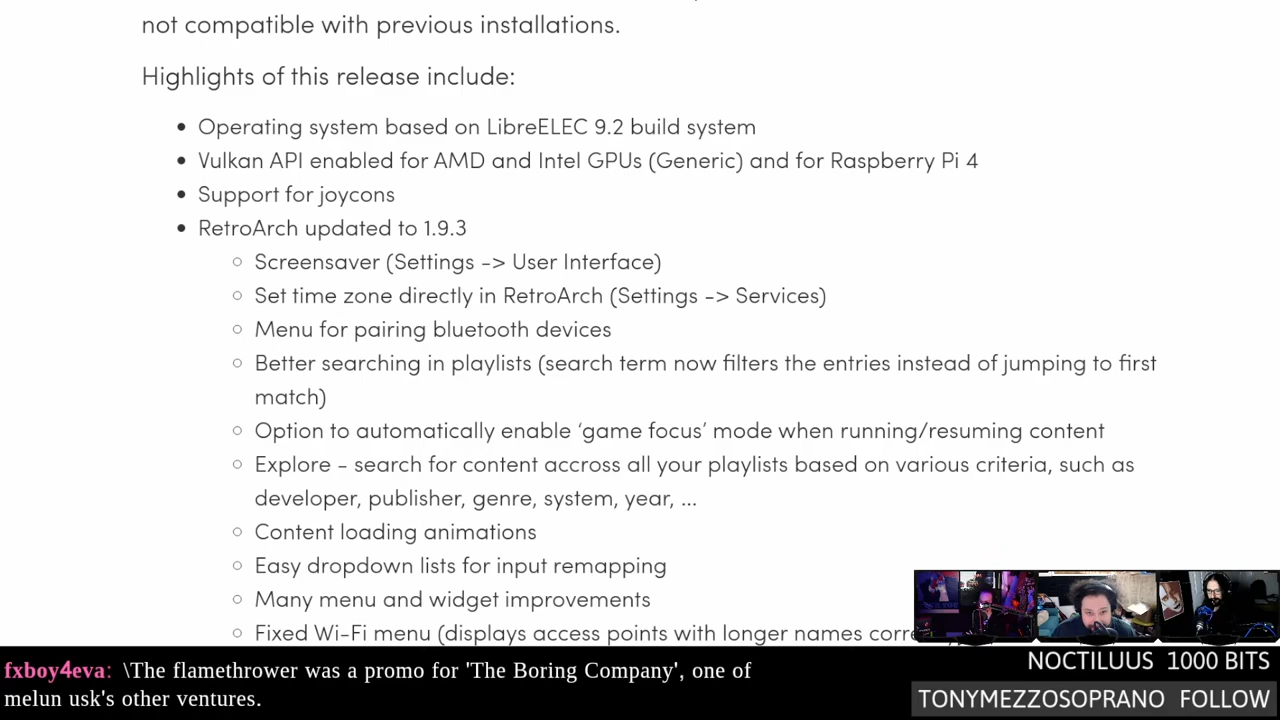 not compatible with previous installations.
Highlights of this release include:
Operating system based on LibreELEC 9.2 build system
Vulkan API enabled for AMD and Intel GPUs (Generic) and for Raspberry Pi 4
Support for joycons
RetroArch updated to 1.9.3
Screensaver (Settings -> User Interface)
Set time zone directly in RetroArch (Settings -> Services)
Menu for pairing bluetooth devices
Better searching in playlists (search term now filters the entries instead of jumping to first
match)
Option to automatically enable ‘game focus’ mode when running/resuming content
Explore – search for content accross all your playlists based on various criteria, such as
developer, publisher, genre, system, year, ...
Content loading animations
Easy dropdown lists for input remapping
Many menu and widget improvements
Fixed Wi-Fi menu (displays access points with longer names
fxboy4eva: \The flamethrower was a promo for 'The Boring Company', one of
melun usk's other ventures.
NOCTILUUS 1000 BITS
TONYMEZZOSOPRANO FOLLOW